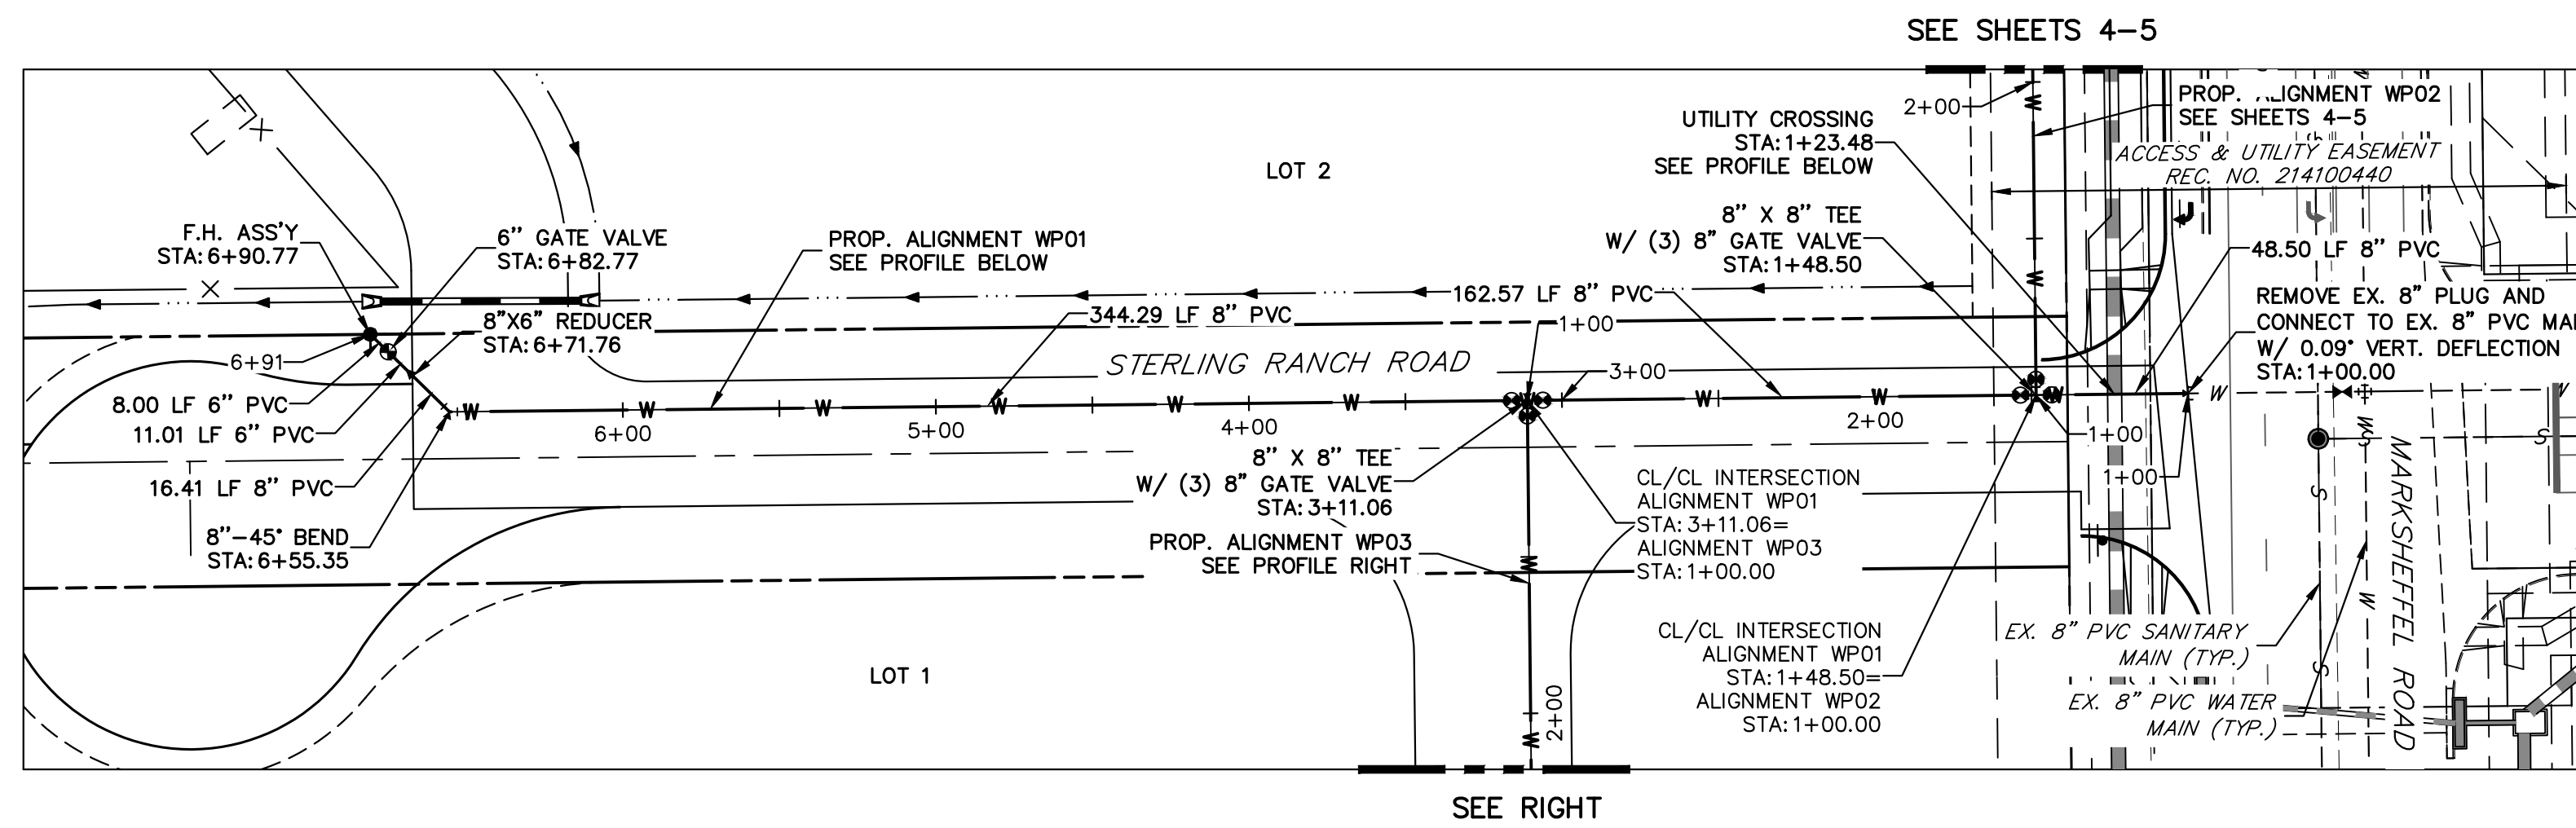 SEE SHEETS 4-5
2+00
PROP. ALIGNMENT WP02
SEE SHEETS 4-5
UTILITY CROSSING
STA:1+23.48
SEE PROFILE BELOW
ACCESS & UTILITY EASEMENT
REC. NO. 214100440
LOT 2
8" X 8" TEE
W/ (3) 8" GATE VALVE
STA:1+48.50
F.H. ASS'Y
STA:6+90.77
6" GATE VALVE
STA:6+82.77
PROP. ALIGNMENT WP01
SEE PROFILE BELOW
48.50 LF 8" PVC
162.57 LF 8" PVC
344.29 LF 8" PVC
1+00
8"X6" REDUCER
STA:6+71.76
REMOVE EX. 8" PLUG AND
CONNECT TO EX. 8" PVC MAI
W/ 0.09° VERT. DEFLECTION
STA:1+00.00
6+91
STERLING RANCH ROAD
3+00
8.00 LF 6" PVC
11.01 LF 6" PVC
16.41 LF 8" PVC
8"-45° BEND
STA:6+55.35
W W W W W W W W W W
6+00
5+00
4+00
2+00
1+00
1+00
8" X 8" TEE
W/ (3) 8" GATE VALVE
STA:3+11.06
PROP. ALIGNMENT WP03
SEE PROFILE RIGHT
CL/CL INTERSECTION
ALIGNMENT WP01
STA:3+11.06=
ALIGNMENT WP03
STA:1+00.00
CL/CL INTERSECTION
ALIGNMENT WP01
STA:1+48.50=
ALIGNMENT WP02
STA:1+00.00
EX. 8" PVC SANITARY
MAIN (TYP.)
EX. 8" PVC WATER
MAIN (TYP.)
MARKSHEFFEL ROAD
LOT 1
2+00
SEE RIGHT